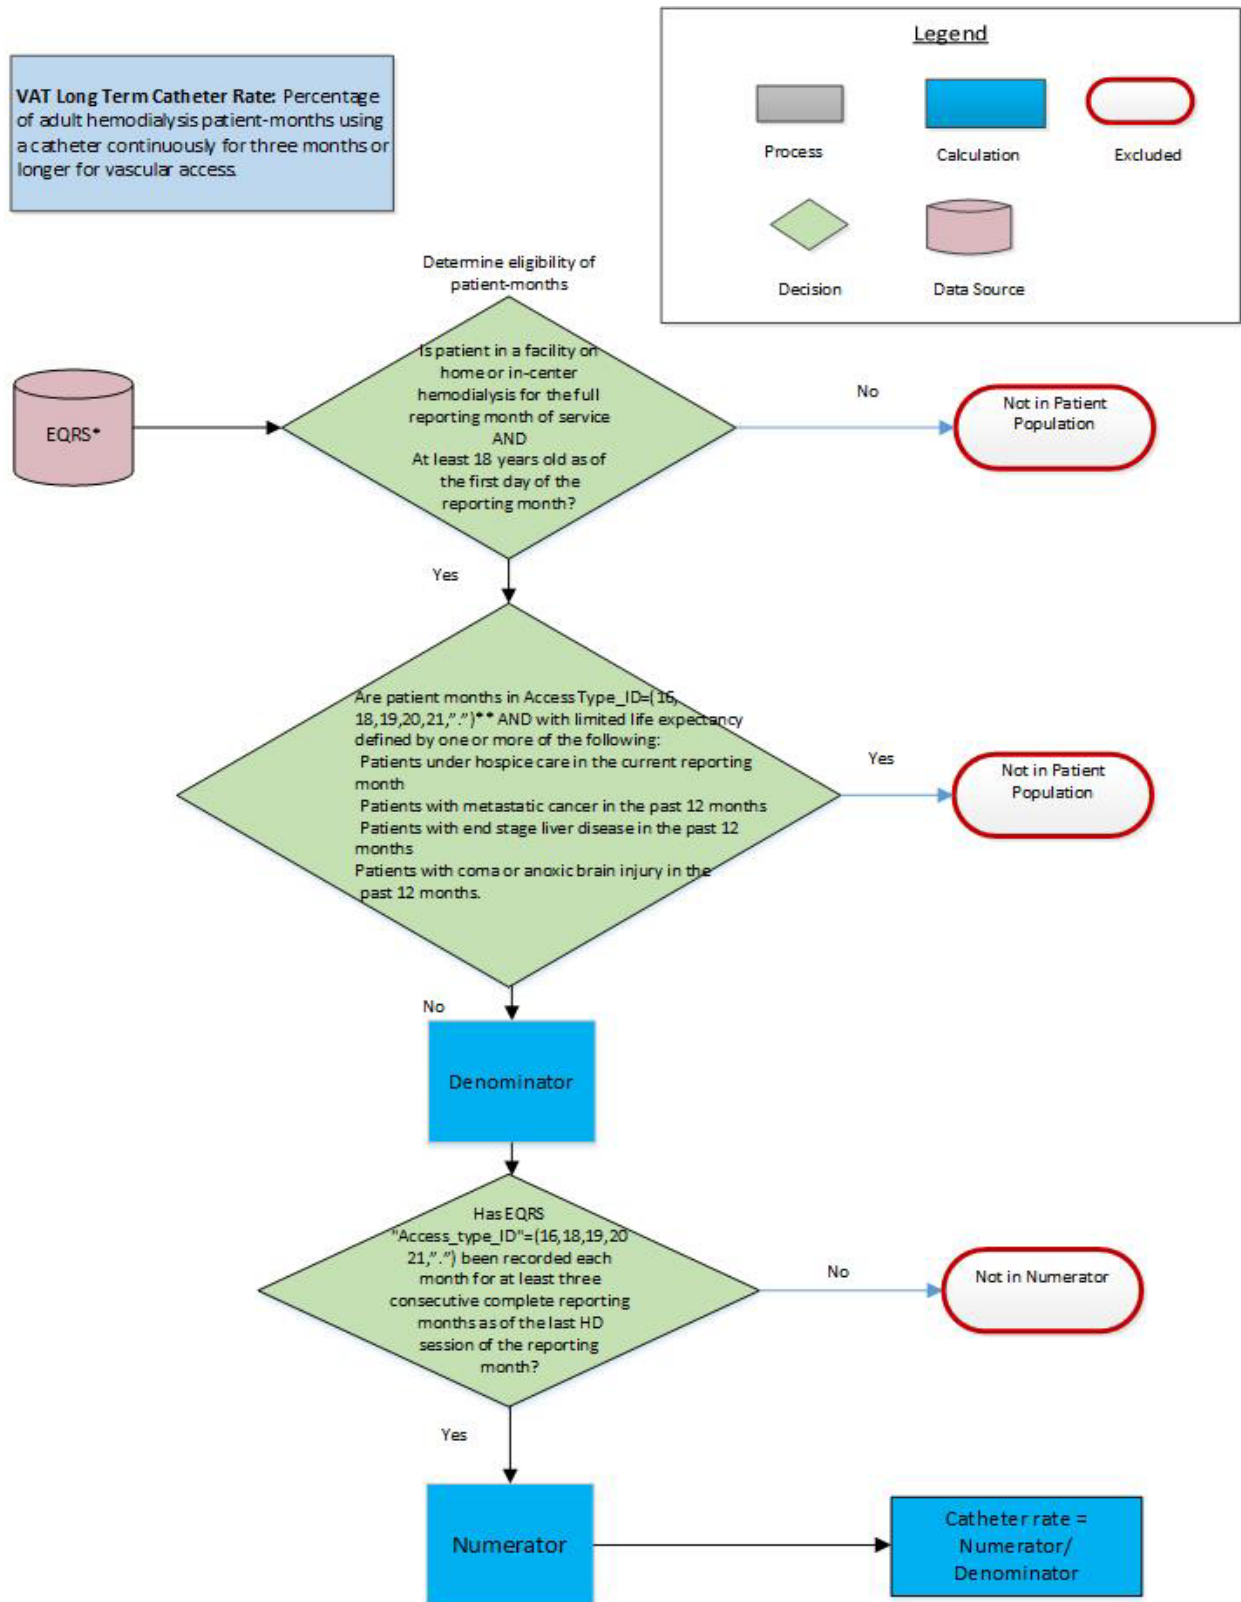 Legend
VAT Long Term Catheter Rate: Percentage
of adult hemodialysis patient-months using
a catheter continuously for three months or
longer for vascular access.
Process
Calculation
Excluded
Decision
Data Source
Determine eligibility of
patient-months
EQRS*
Is patient in a facility on
home or in-center
hemodialysis for the full
reporting month of service
AND
At least 18 years old as of
the first day of the
reporting month?
No
Not in Patient
Population
Yes
Are patient months in Access Type_ID=(16,
18,19,20,21,".")** AND with limited life expectancy
defined by one or more of the following:
Patients under hospice care in the current reporting
month
Patients with metastatic cancer in the past 12 months
Patients with end stage liver disease in the past 12
months
Patients with coma or anoxic brain injury in the
past 12 months.
Yes
Not in Patient
Population
No
Denominator
Has EQRS
"Access_type_ID"=(16,18,19,20
21,".") been recorded each
month for at least three
consecutive complete reporting
months as of the last HD
session of the reporting
month?
No
Not in Numerator
Yes
Numerator
Catheter rate =
Numerator/
Denominator